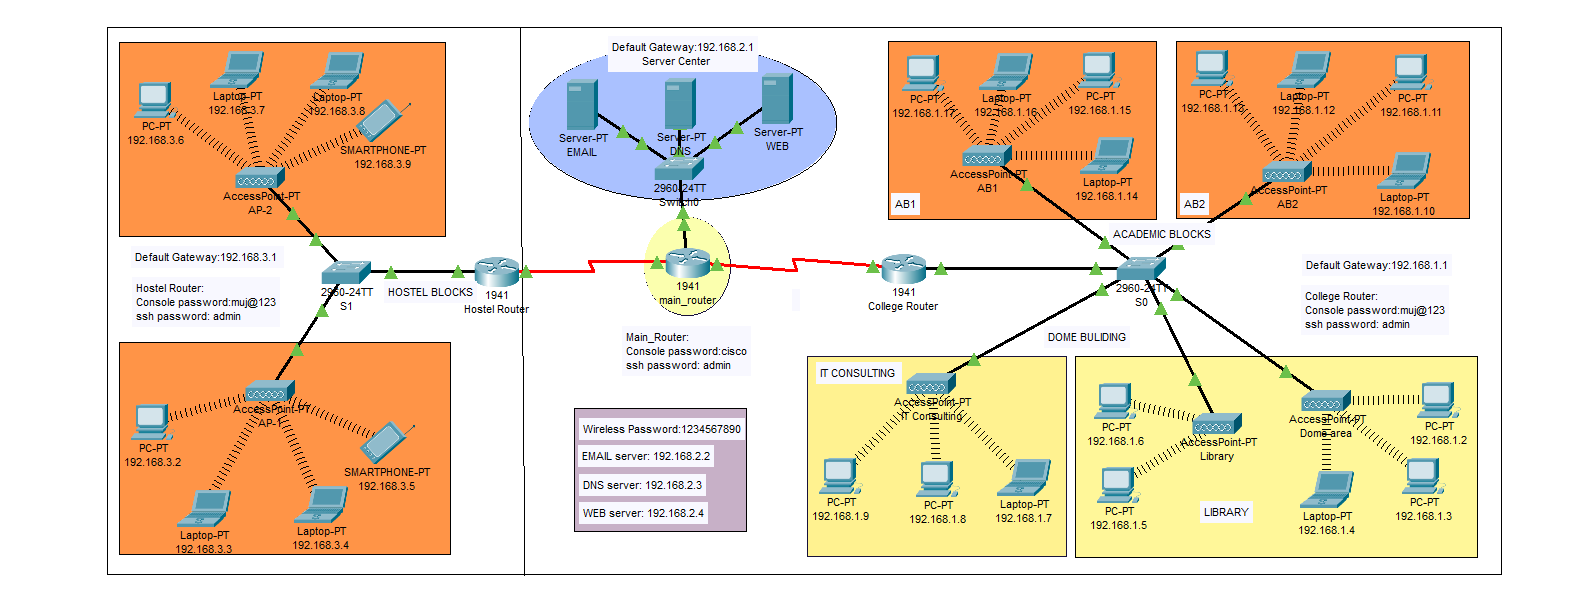 Laptop-PT
192.168.3.7
Laptop-PT
192.168.3.8
PC-PT
192.168.3.6
SMARTPHONE-PT
192.168.3.9
AccessPoint-PT
AP-2
Default Gateway:192.168.3.1
Hostel Router:
Console password:muj@123
ssh password: admin
2960-24TT
S1
HOSTEL BLOCKS
1941
Hostel Router
AccessPoint-PT
AP-1
PC-PT
192.168.3.2
SMARTPHONE-PT
192.168.3.5
Laptop-PT
192.168.3.3
Laptop-PT
192.168.3.4
Default Gateway:192.168.2.1
Server Center
Server-PT
EMAIL
Server-PT
DNS
Server-PT
WEB
2960-24TT
Switch0
1941
main_router
Main_Router:
Console password:cisco
ssh password: admin
Wireless Password:1234567890
EMAIL server: 192.168.2.2
DNS server: 192.168.2.3
WEB server: 192.168.2.4
1941
College Router
PC-PT
192.168.1.17
Laptop-PT
192.168.1.16
PC-PT
192.168.1.15
AccessPoint-PT
AB1
Laptop-PT
192.168.1.14
AB1
PC-PT
192.168.1.13
Laptop-PT
192.168.1.12
PC-PT
192.168.1.11
AccessPoint-PT
AB2
Laptop-PT
192.168.1.10
AB2
ACADEMIC BLOCKS
2960-24TT
S0
Default Gateway:192.168.1.1
College Router:
Console password:muj@123
ssh password: admin
DOME BULIDING
IT CONSULTING
AccessPoint-PT
IT Consulting
PC-PT
192.168.1.9
PC-PT
192.168.1.8
Laptop-PT
192.168.1.7
PC-PT
192.168.1.6
AccessPoint-PT
Library
PC-PT
192.168.1.5
LIBRARY
AccessPoint-PT
Dome area
PC-PT
192.168.1.2
Laptop-PT
192.168.1.4
PC-PT
192.168.1.3